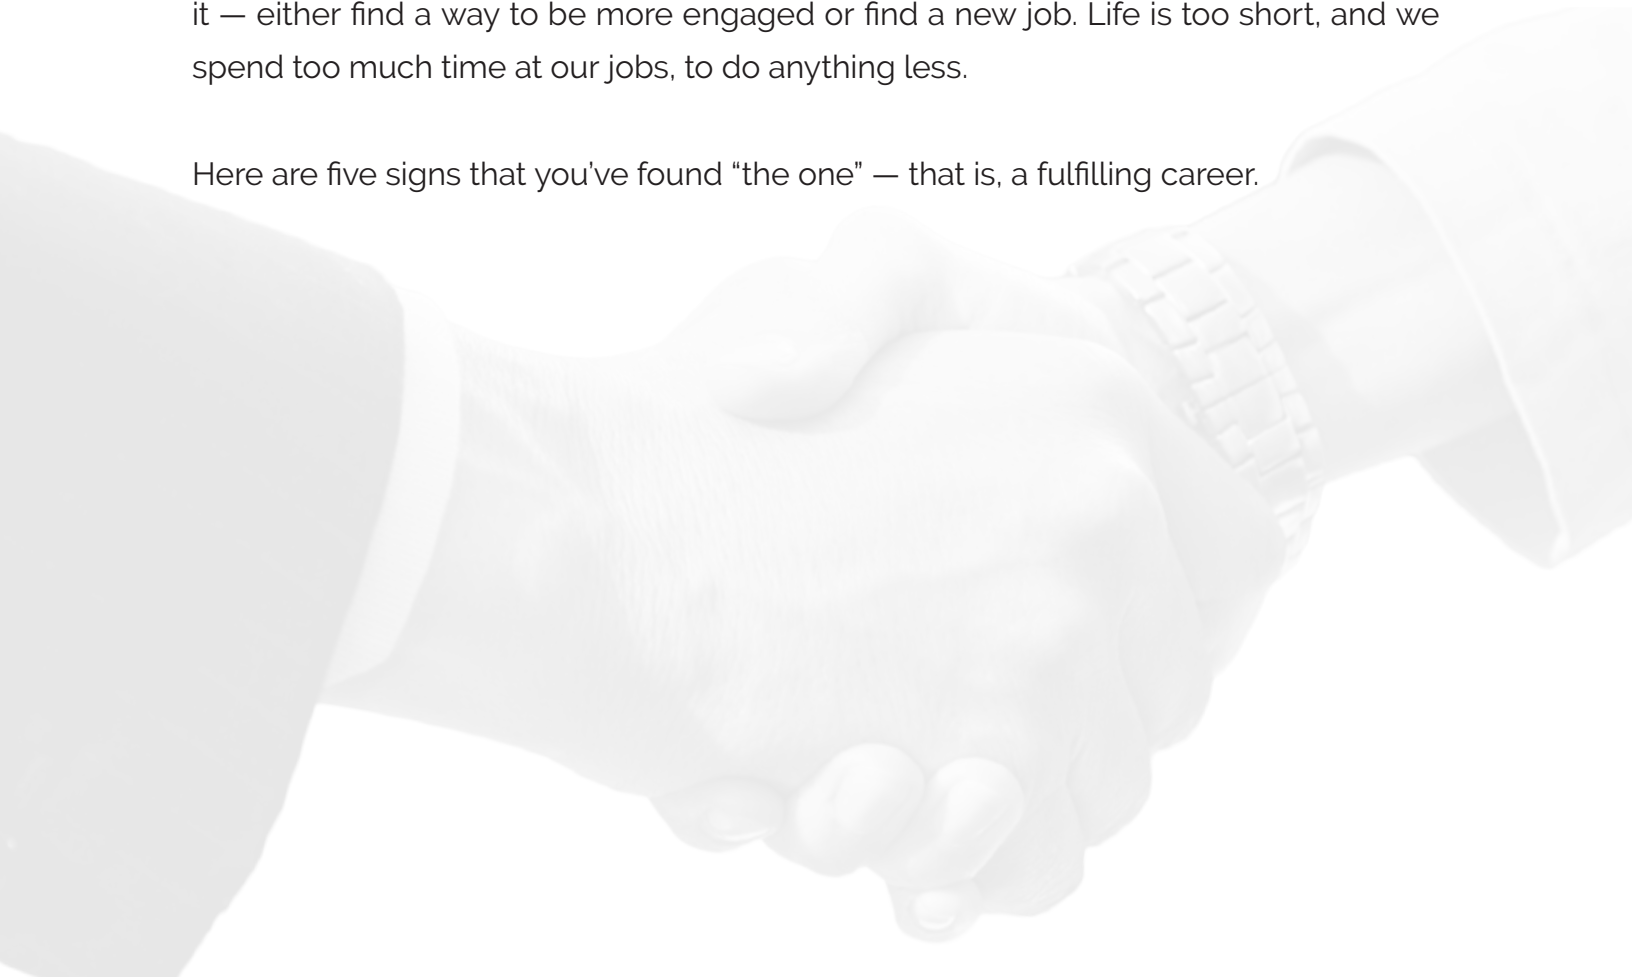 it — either find a way to be more engaged or find a new job. Life is too short, and we
spend too much time at our jobs, to do anything less.
Here are five signs that you’ve found “the one” — that is, a fulfilling career.